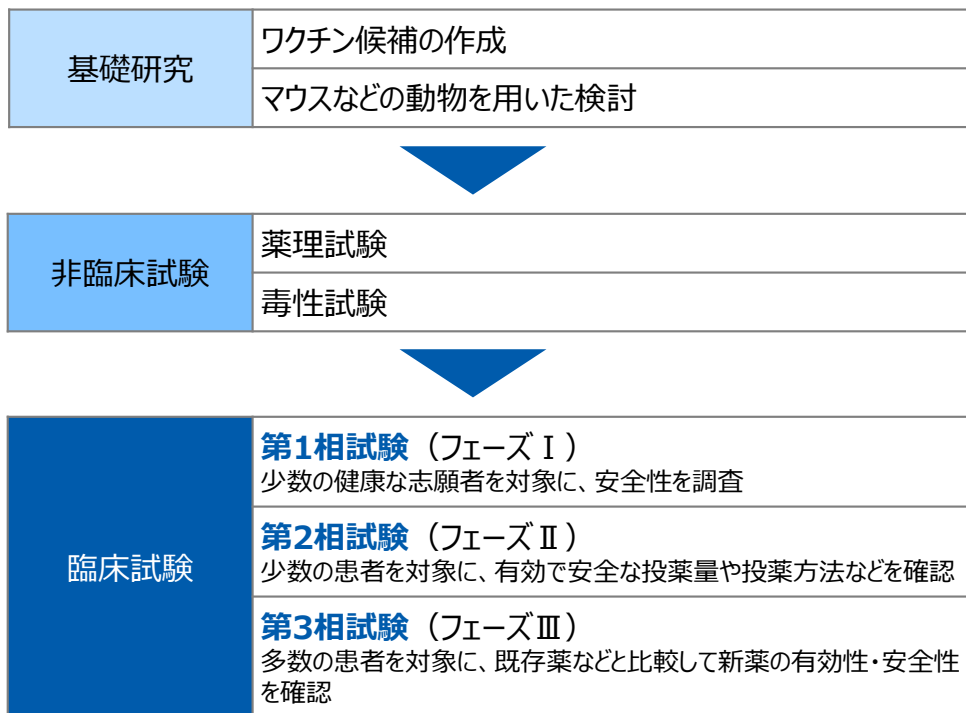 基礎研究
ワクチン候補の作成
マウスなどの動物を用いた検討
非臨床試験
薬理試験
毒性試験
臨床試験
第1相試験（フェーズⅠ）
少数の健康な志願者を対象に、安全性を調査
第2相試験（フェーズⅡ）
少数の患者を対象に、有効で安全な投薬量や投薬方法などを確認
第3相試験（フェーズⅢ）
多数の患者を対象に、既存薬などと比較して新薬の有効性・安全性
を確認